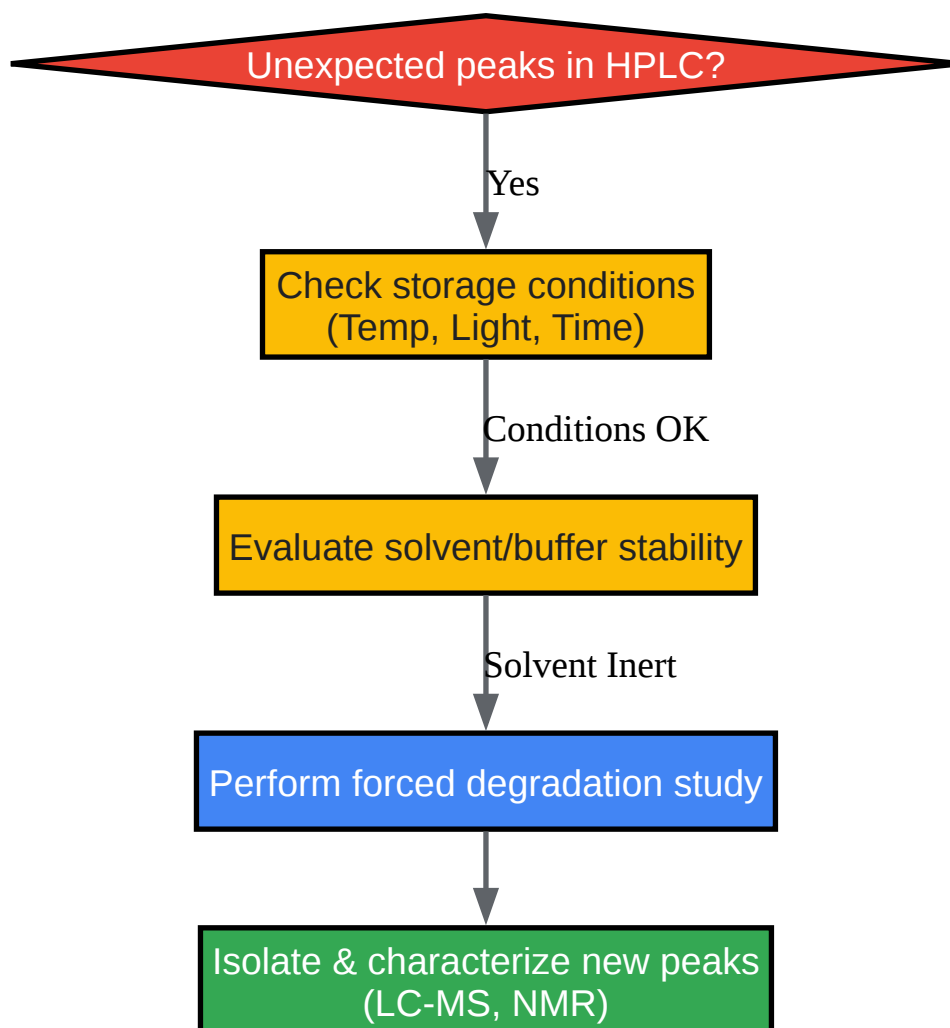 Unexpected peaks in HPLC?
Yes
Check storage conditions
(Temp, Light, Time)
Conditions OK
Evaluate solvent/buffer stability
Solvent Inert
Perform forced degradation study
Isolate & characterize new peaks
(LC-MS, NMR)